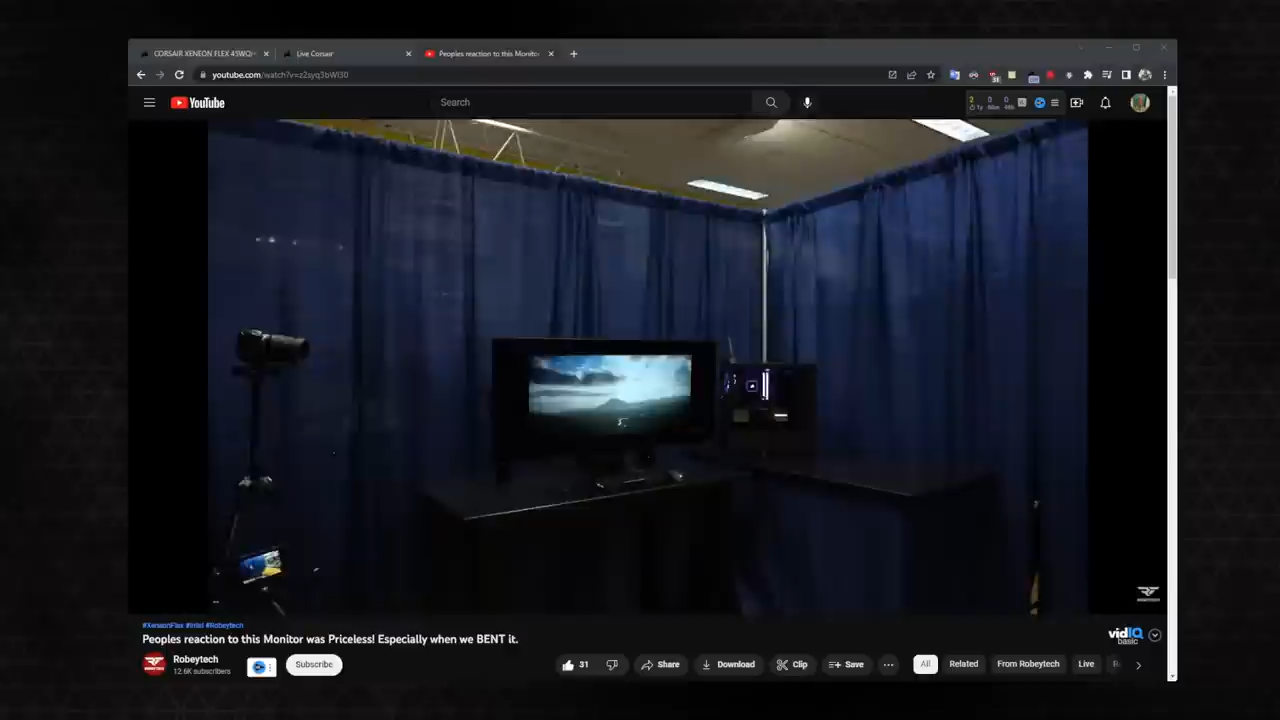 CORSAIR XENEON FLEX 45WQ
Live Corsair
Peoples reaction to this Monitor
youtube.com/watch?v=z2ayq3bWI30
YouTube
Search
#XeneonFlex #Intel #Robeytech
Peoples reaction to this Monitor was Priceless! Especially when we BENT it.
vidIQ
basic
Robeytech
12.6K subscribers
Subscribe
31
Share
Download
Clip
Save
All
Related
From Robeytech
Live